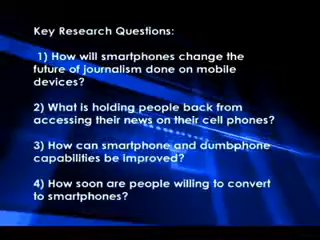 Key Research Questions:
1) How will smartphones change the
future of journalism done on mobile
devices?
2) What is holding people back from
accessing their news on their cell phones?
3) How can smartphone and dumbphone
capabilities be improved?
4) How soon are people willing to convert
to smartphones?